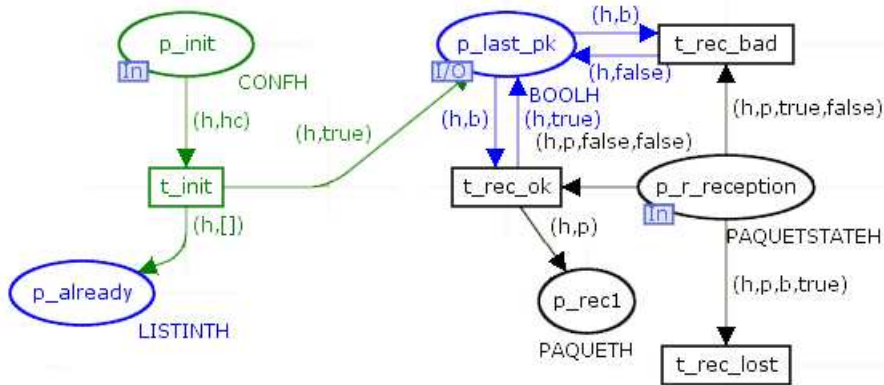 p_init
In
CONFH
(h,hc)
(h,true)
t_init
(h,[])
p_already
LISTINTH
p_last_pk
I/O
BOOLH
(h,b)
(h,false)
t_rec_bad
(h,b)
(h,true)
(h,p,true,false)
(h,p,false,false)
t_rec_ok
p_r_reception
In
PAQUETSTATEH
(h,p)
(h,p,b,true)
p_rec1
PAQUETH
t_rec_lost